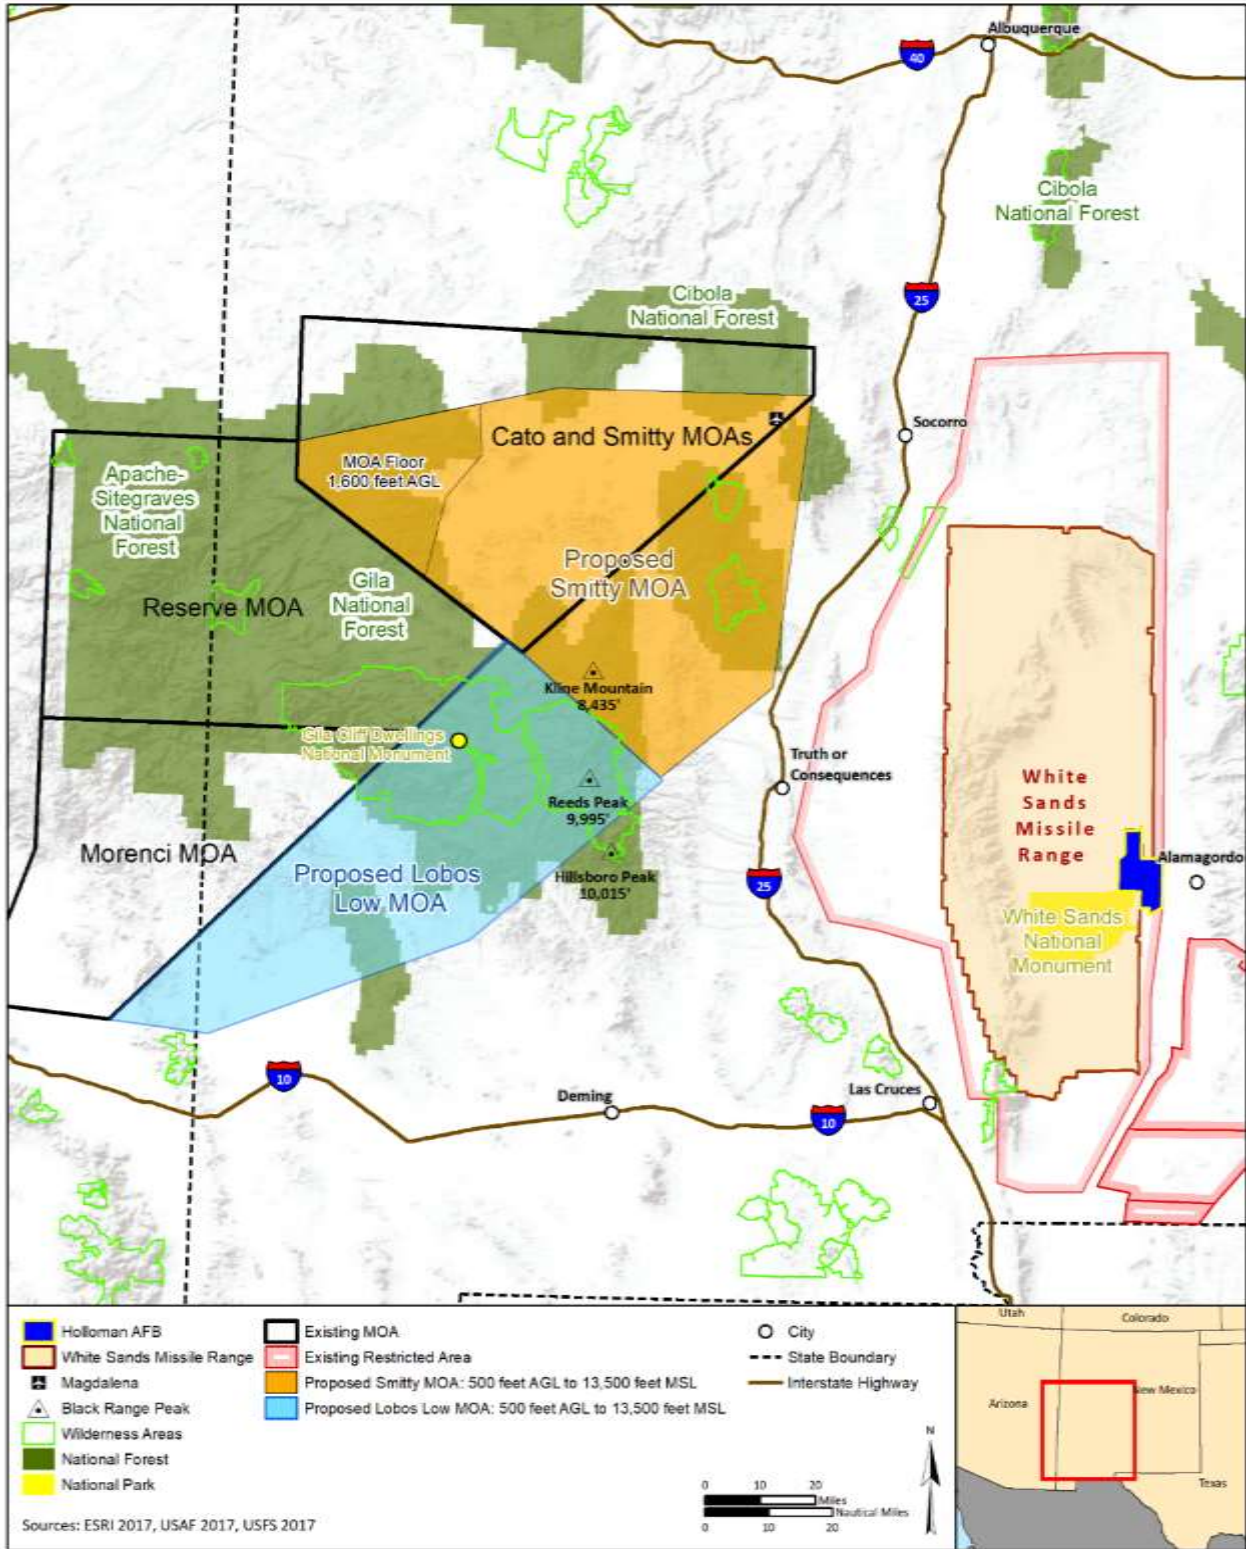 Albuquerque
40
Cibola
National Forest
25
Cibola
National Forest
Socorro
Cato and Smitty MOAs
MOA Floor
1,600 feet AGL
Apache-
Sitegraves
National
Forest
Proposed
Smitty MOA
Gila
National
Forest
Reserve MOA
Kline Mountain
8,435'
Gila Cliff Dwellings
National Monument
Truth or
Consequences
Reeds Peak
9,995'
White
Sands
Missile
Range
Morenci MOA
Alamagordo
Proposed Lobos
Low MOA
Hillsboro Peak
10,015'
25
White Sands
National
Monument
10
Deming
Las Cruces
10
Holloman AFB
White Sands Missile Range
Magdalena
Black Range Peak
Wilderness Areas
National Forest
National Park
Existing MOA
Existing Restricted Area
Proposed Smitty MOA: 500 feet AGL to 13,500 feet MSL
Proposed Lobos Low MOA: 500 feet AGL to 13,500 feet MSL
City
State Boundary
Interstate Highway
N
0 10 20
Miles
Nautical Miles
0 10 20
Sources: ESRI 2017, USAF 2017, USFS 2017
Utah
Colorado
Arizona
New Mexico
Texas